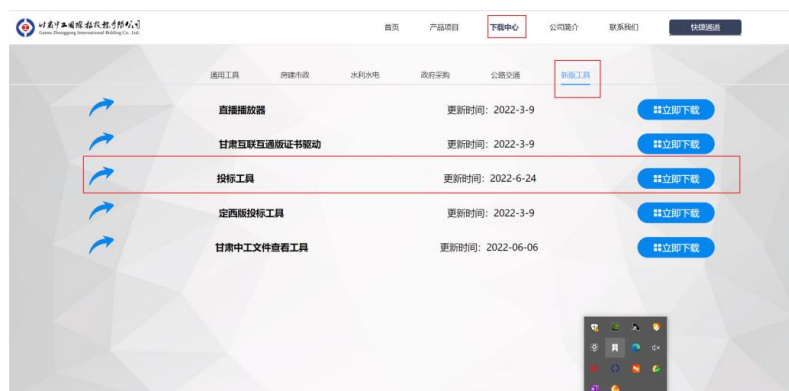 甘肃中工国际招投标有限公司
Gansu Zhonggong International Bidding Co., Ltd.
首页 产品项目 下载中心 公司简介 联系我们 快捷通道
通用工具 房建市政 水利水电 政府采购 公路交通 新版工具
直播播放器 更新时间：2022-3-9 立即下载
甘肃互联互通版证书驱动 更新时间：2022-3-9 立即下载
投标工具 更新时间：2022-6-24 立即下载
定西版投标工具 更新时间：2022-3-9 立即下载
甘肃中工文件查看工具 更新时间：2022-06-06 立即下载